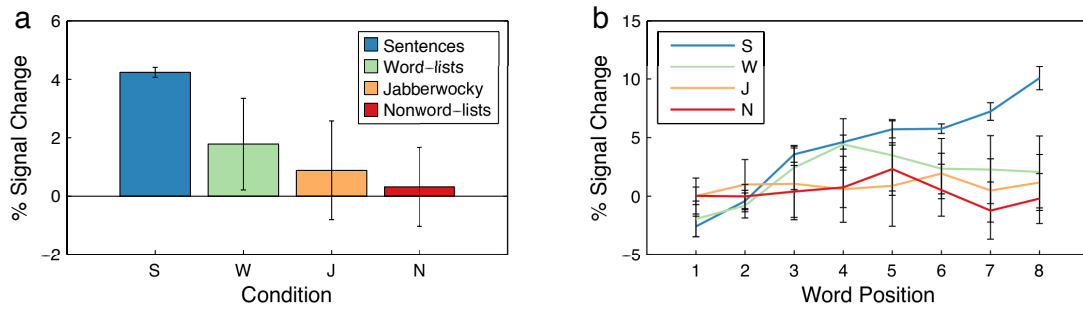 a
% Signal Change
6
4
2
0
−2
S W J N
Condition
Sentences
Word−lists
Jabberwocky
Nonword−lists
b
% Signal Change
15
10
5
0
−5
1 2 3 4 5 6 7 8
Word Position
S
W
J
N